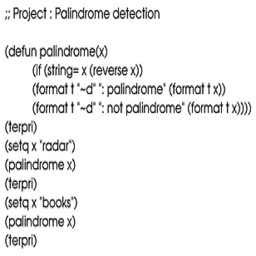 ;; Project : Palindrome detection
(defun palindrome(x)
(if (string= x (reverse x))
(format t "~d" ": palindrome" (format t x))
(format t "~d" ": not palindrome" (format t x))))
(terpri)
(setq x "radar")
(palindrome x)
(terpri)
(setq x "books")
(palindrome x)
(terpri)